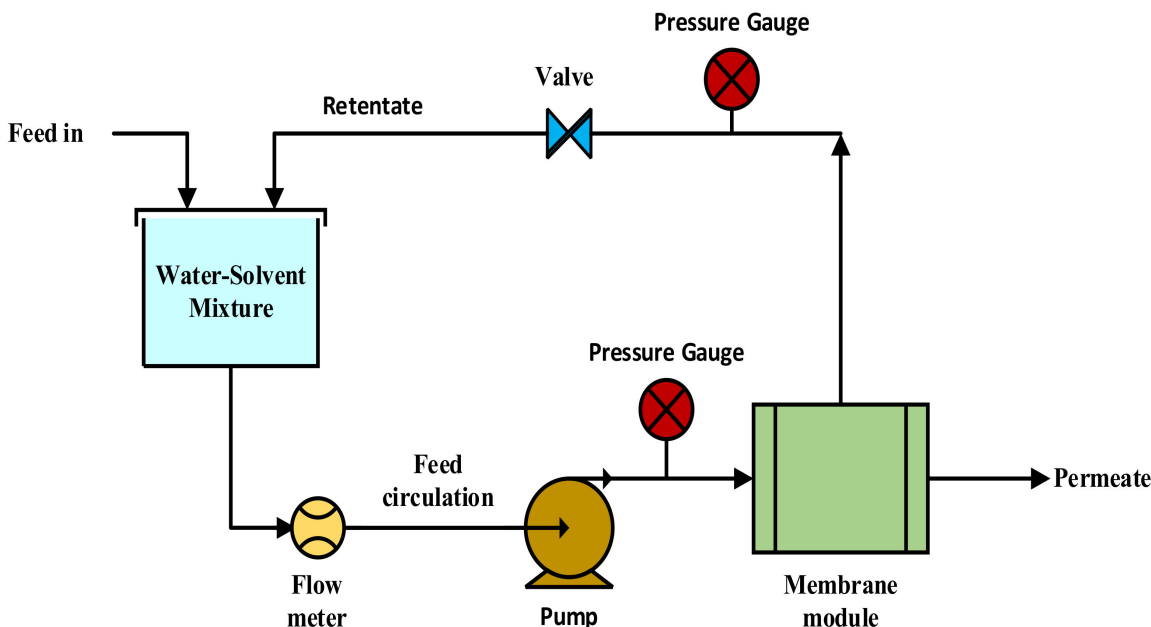 Pressure Gauge
Valve
Retentate
Feed in
Water-Solvent
Mixture
Pressure Gauge
Feed
circulation
Permeate
Flow
meter
Pump
Membrane
module